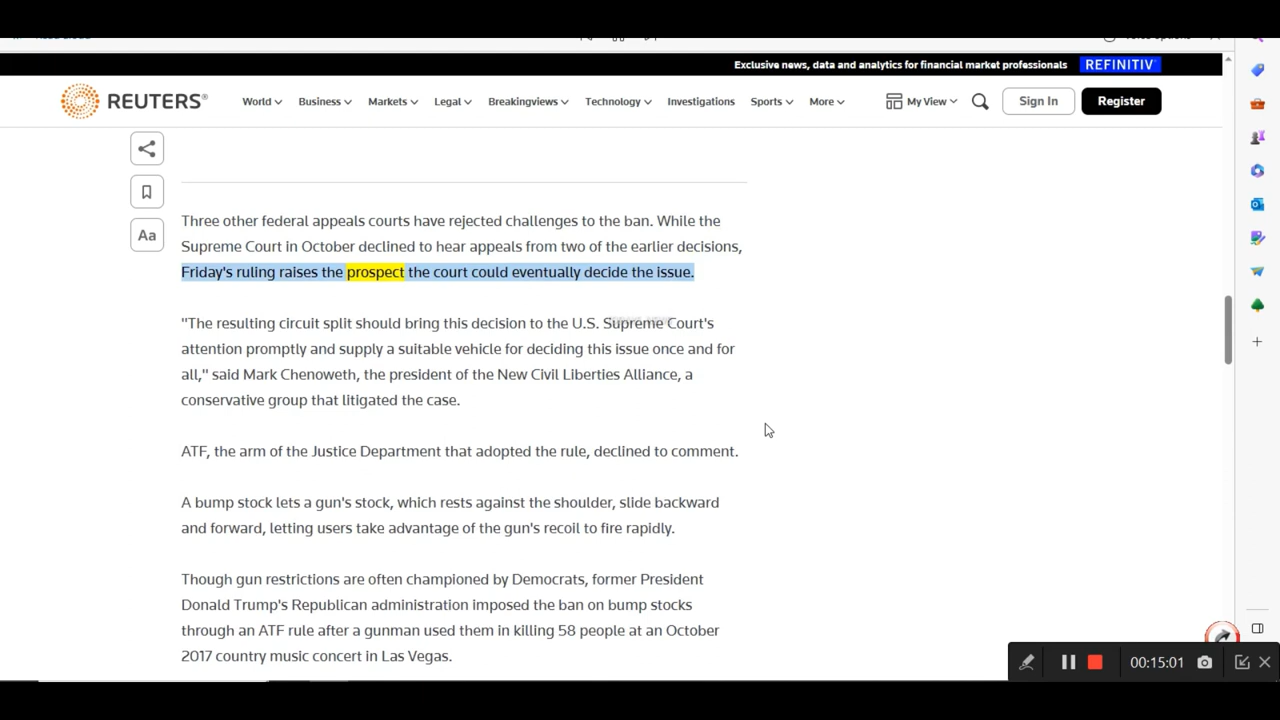 Exclusive news, data and analytics for financial market professionals REFINITIV
REUTERS® World Business Markets Legal Breakingviews Technology Investigations Sports More My View Sign In Register
Aa
Three other federal appeals courts have rejected challenges to the ban. While the
Supreme Court in October declined to hear appeals from two of the earlier decisions,
Friday's ruling raises the prospect the court could eventually decide the issue.
"The resulting circuit split should bring this decision to the U.S. Supreme Court's
attention promptly and supply a suitable vehicle for deciding this issue once and for
all," said Mark Chenoweth, the president of the New Civil Liberties Alliance, a
conservative group that litigated the case.
ATF, the arm of the Justice Department that adopted the rule, declined to comment.
A bump stock lets a gun's stock, which rests against the shoulder, slide backward
and forward, letting users take advantage of the gun's recoil to fire rapidly.
Though gun restrictions are often championed by Democrats, former President
Donald Trump's Republican administration imposed the ban on bump stocks
through an ATF rule after a gunman used them in killing 58 people at an October
2017 country music concert in Las Vegas.
00:15:01